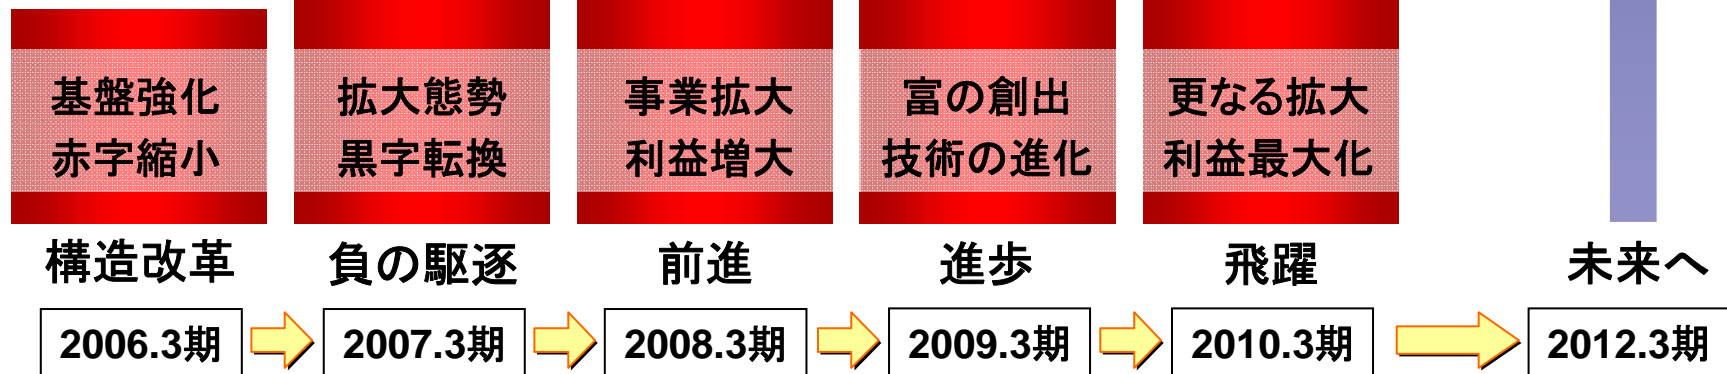 基盤強化
赤字縮小
拡大態勢
黒字転換
事業拡大
利益増大
富の創出
技術の進化
更なる拡大
利益最大化
構造改革
負の駆逐
前進
進歩
飛躍
未来へ
2006.3期
2007.3期
2008.3期
2009.3期
2010.3期
2012.3期